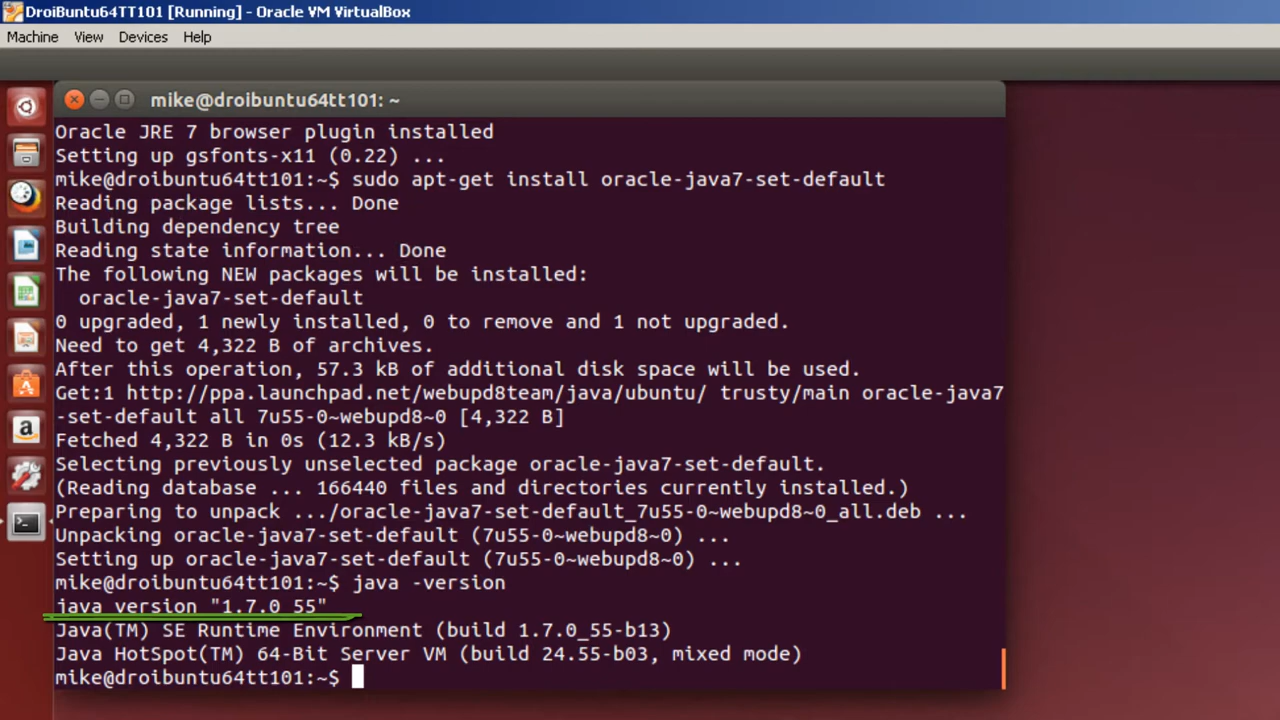 DroiBuntu64TT101 [Running] - Oracle VM VirtualBox
Machine View Devices Help
mike@droibuntu64tt101: ~
Oracle JRE 7 browser plugin installed
Setting up gsfonts-x11 (0.22) ...
mike@droibuntu64tt101:~$ sudo apt-get install oracle-java7-set-default
Reading package lists... Done
Building dependency tree
Reading state information... Done
The following NEW packages will be installed:
  oracle-java7-set-default
0 upgraded, 1 newly installed, 0 to remove and 1 not upgraded.
Need to get 4,322 B of archives.
After this operation, 57.3 kB of additional disk space will be used.
Get:1 http://ppa.launchpad.net/webupd8team/java/ubuntu/ trusty/main oracle-java7
-set-default all 7u55-0~webupd8~0 [4,322 B]
Fetched 4,322 B in 0s (12.3 kB/s)
Selecting previously unselected package oracle-java7-set-default.
(Reading database ... 166440 files and directories currently installed.)
Preparing to unpack .../oracle-java7-set-default_7u55-0~webupd8~0_all.deb ...
Unpacking oracle-java7-set-default (7u55-0~webupd8~0) ...
Setting up oracle-java7-set-default (7u55-0~webupd8~0) ...
mike@droibuntu64tt101:~$ java -version
java version "1.7.0_55"
Java(TM) SE Runtime Environment (build 1.7.0_55-b13)
Java HotSpot(TM) 64-Bit Server VM (build 24.55-b03, mixed mode)
mike@droibuntu64tt101:~$